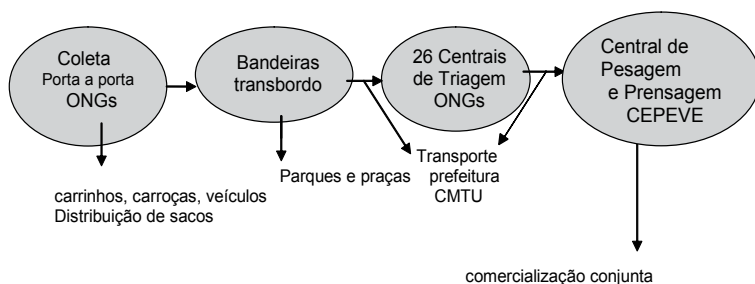 Coleta
Porta a porta
ONGs
Bandeiras
transbordo
26 Centrais
de Triagem
ONGs
Central de
Pesagem
e Prensagem
CEPEVE
carrinhos, carroças, veículos
Distribuição de sacos
Parques e praças
Transporte
prefeitura
CMTU
comercialização conjunta